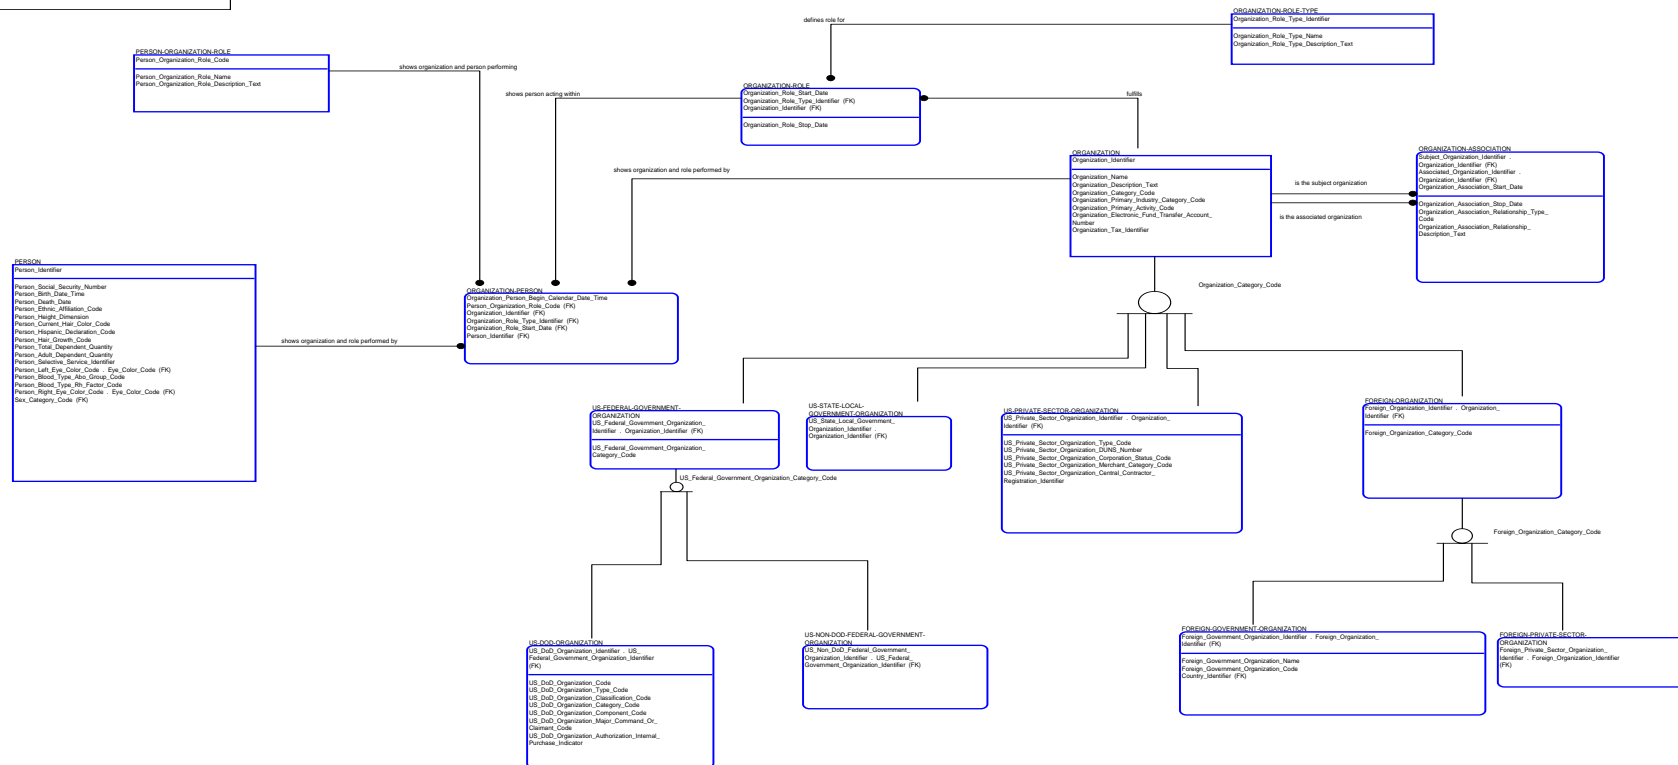 ORGANIZATION-ROLE-TYPE
Organization_Role_Type_Identifier
Organization_Role_Type_Name
Organization_Role_Type_Description_Text
defines role for
PERSON-ORGANIZATION-ROLE
Person_Organization_Role_Code
Person_Organization_Role_Name
Person_Organization_Role_Description_Text
shows organization and person performing
shows person acting within
ORGANIZATION-ROLE
Organization_Role_Start_Date
Organization_Role_Type_Identifier (FK)
Organization_Identifier (FK)
Organization_Role_Stop_Date
fulfills
ORGANIZATION
Organization_Identifier
Organization_Name
Organization_Description_Text
Organization_Category_Code
Organization_Primary_Industry_Category_Code
Organization_Primary_Activity_Code
Organization_Electronic_Fund_Transfer_Account_
Number
Organization_Tax_Identifier
is the subject organization
is the associated organization
ORGANIZATION-ASSOCIATION
Subject_Organization_Identifier .
Organization_Identifier (FK)
Associated_Organization_Identifier .
Organization_Identifier (FK)
Organization_Association_Start_Date
Organization_Association_Stop_Date
Organization_Association_Relationship_Type_
Code
Organization_Association_Relationship_
Description_Text
shows organization and role performed by
PERSON
Person_Identifier
Person_Social_Security_Number
Person_Birth_Date_Time
Person_Death_Date
Person_Ethnic_Affiliation_Code
Person_Height_Dimension
Person_Current_Hair_Color_Code
Person_Hispanic_Declaration_Code
Person_Hair_Growth_Code
Person_Total_Dependent_Quantity
Person_Adult_Dependent_Quantity
Person_Selective_Service_Identifier
Person_Left_Eye_Color_Code . Eye_Color_Code (FK)
Person_Blood_Type_Abo_Group_Code
Person_Blood_Type_Rh_Factor_Code
Person_Right_Eye_Color_Code . Eye_Color_Code (FK)
Sex_Category_Code (FK)
shows organization and role performed by
ORGANIZATION-PERSON
Organization_Person_Begin_Calendar_Date_Time
Person_Organization_Role_Code (FK)
Organization_Identifier (FK)
Organization_Role_Type_Identifier (FK)
Organization_Role_Start_Date (FK)
Person_Identifier (FK)
Organization_Category_Code
US-FEDERAL-GOVERNMENT-
ORGANIZATION
US_Federal_Government_Organization_
Identifier . Organization_Identifier (FK)
US_Federal_Government_Organization_
Category_Code
US-STATE-LOCAL-
GOVERNMENT-ORGANIZATION
US_State_Local_Government_
Organization_Identifier .
Organization_Identifier (FK)
US-PRIVATE-SECTOR-ORGANIZATION
US_Private_Sector_Organization_Identifier . Organization_
Identifier (FK)
US_Private_Sector_Organization_Type_Code
US_Private_Sector_Organization_DUNS_Number
US_Private_Sector_Organization_Corporation_Status_Code
US_Private_Sector_Organization_Merchant_Category_Code
US_Private_Sector_Organization_Central_Contractor_
Registration_Identifier
FOREIGN-ORGANIZATION
Foreign_Organization_Identifier . Organization_
Identifier (FK)
Foreign_Organization_Category_Code
US_Federal_Government_Organization_Category_Code
Foreign_Organization_Category_Code
US-DOD-ORGANIZATION
US_DoD_Organization_Identifier . US_
Federal_Government_Organization_Identifier
(FK)
US_DoD_Organization_Code
US_DoD_Organization_Type_Code
US_DoD_Organization_Classification_Code
US_DoD_Organization_Category_Code
US_DoD_Organization_Component_Code
US_DoD_Organization_Major_Command_Or_
Claimant_Code
US_DoD_Organization_Authorization_Internal_
Purchase_Indicator
US-NON-DOD-FEDERAL-GOVERNMENT-
ORGANIZATION
US_Non_DoD_Federal_Government_
Organization_Identifier . US_Federal_
Government_Organization_Identifier (FK)
FOREIGN-GOVERNMENT-ORGANIZATION
Foreign_Government_Organization_Identifier . Foreign_Organization_
Identifier (FK)
Foreign_Government_Organization_Name
Foreign_Government_Organization_Code
Country_Identifier (FK)
FOREIGN-PRIVATE-SECTOR-
ORGANIZATION
Foreign_Private_Sector_Organization_
Identifier . Foreign_Organization_Identifier
(FK)